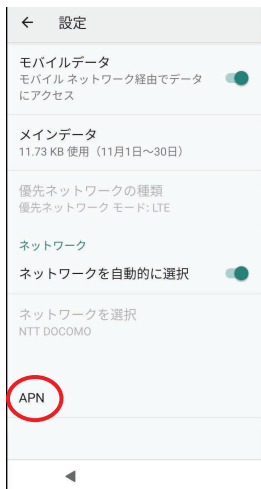 ← 設定
モバイルデータ
モバイル ネットワーク経由でデータ
にアクセス
メインデータ
11.73 KB 使用（11月1日～30日）
優先ネットワークの種類
優先ネットワーク モード: LTE
ネットワーク
ネットワークを自動的に選択
ネットワークを選択
NTT DOCOMO
APN